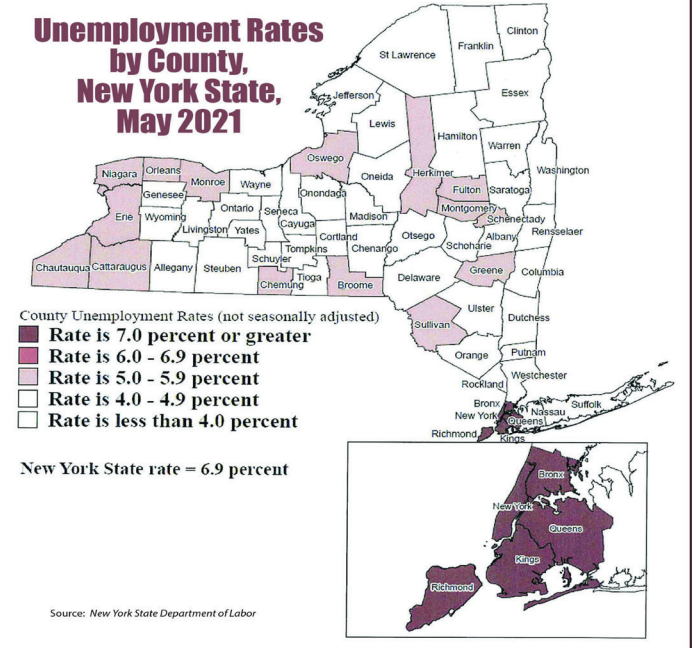 Unemployment Rates
by County,
New York State,
May 2021
Clinton
Franklin
St Lawrence
Essex
Jefferson
Lewis
Hamilton
Warren
Oswego
Washington
Niagara
Orleans
Monroe
Wayne
Oneida
Herkimer
Fulton
Saratoga
Genesee
Onondaga
Montgomery
Erie
Wyoming
Ontario
Seneca
Cayuga
Madison
Schenectady
Livingston
Yates
Cortland
Otsego
Albany
Rensselaer
Tompkins
Chenango
Schoharie
Schuyler
Chautauqua
Cattaraugus
Allegany
Steuben
Chemung
Tioga
Broome
Delaware
Greene
Columbia
County Unemployment Rates (not seasonally adjusted)
Rate is 7.0 percent or greater
Rate is 6.0 - 6.9 percent
Rate is 5.0 - 5.9 percent
Rate is 4.0 - 4.9 percent
Rate is less than 4.0 percent
Ulster
Sullivan
Dutchess
Orange
Putnam
Rockland
Westchester
Bronx
New York
Nassau
Suffolk
Queens
Richmond
Kings
New York State rate = 6.9 percent
Bronx
New York
Queens
Kings
Richmond
Source: New York State Department of Labor